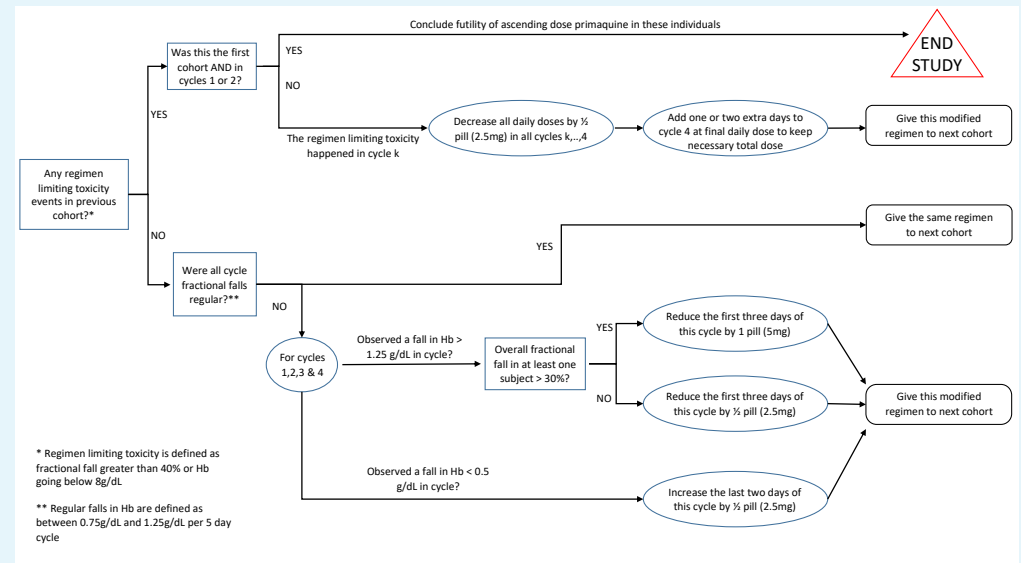 Conclude futility of ascending dose primaquine in these individuals
END
STUDY
Was this the first
cohort AND in
cycles 1 or 2?
YES
NO
YES
The regimen limiting toxicity
happened in cycle k
Decrease all daily doses by ½
pill (2.5mg) in all cycles k,..,4
Add one or two extra days to
cycle 4 at final daily dose to keep
necessary total dose
Give this modified
regimen to next cohort
Any regimen
limiting toxicity
events in previous
cohort?*
NO
Give the same regimen
to next cohort
YES
Were all cycle
fractional falls
regular?**
NO
For cycles
1,2,3 & 4
Observed a fall in Hb >
1.25 g/dL in cycle?
Overall fractional
fall in at least one
subject > 30%?
YES
NO
Reduce the first three days of
this cycle by 1 pill (5mg)
Reduce the first three days of
this cycle by ½ pill (2.5mg)
Give this modified
regimen to next cohort
Observed a fall in Hb < 0.5
g/dL in cycle?
Increase the last two days of
this cycle by ½ pill (2.5mg)
* Regimen limiting toxicity is defined as
fractional fall greater than 40% or Hb
going below 8g/dL
** Regular falls in Hb are defined as
between 0.75g/dL and 1.25g/dL per 5 day
cycle